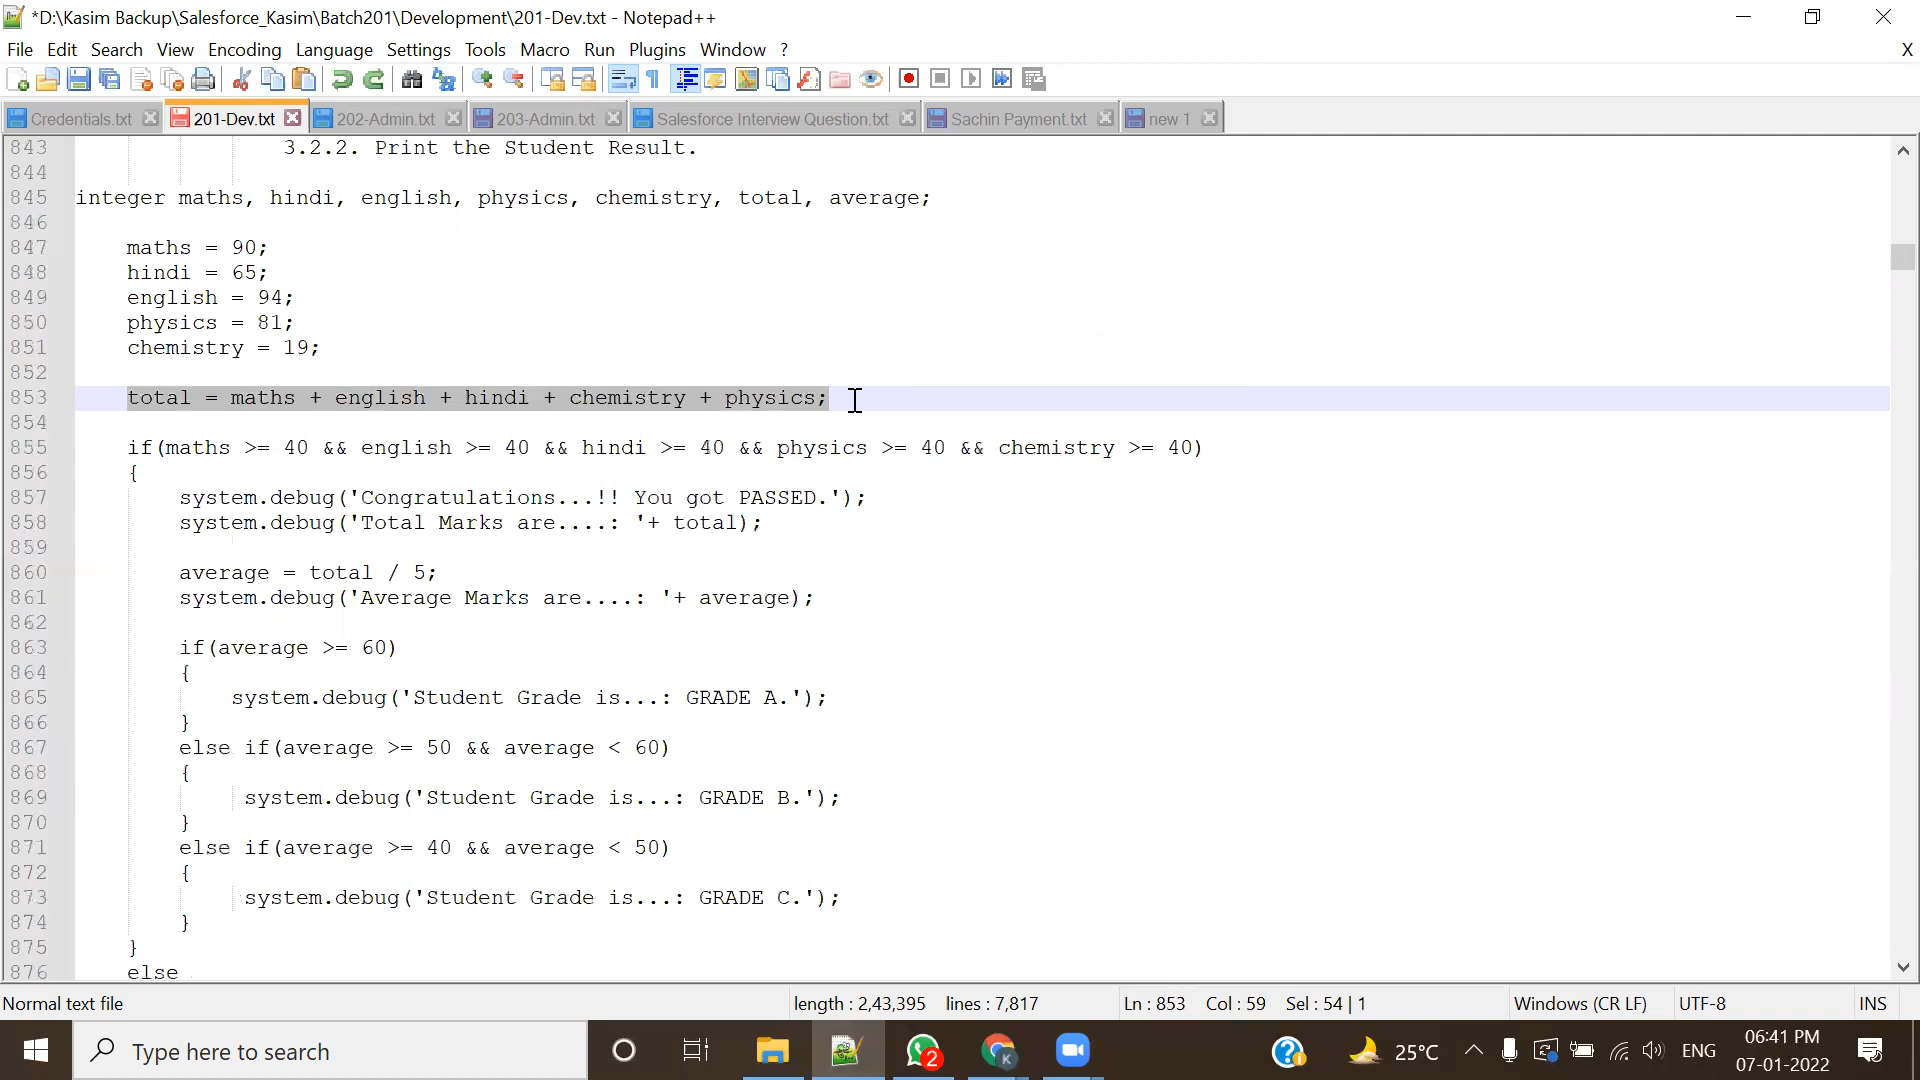 *D:\Kasim Backup\Salesforce_Kasim\Batch201\Development\201-Dev.txt - Notepad++
File Edit Search View Encoding Language Settings Tools Macro Run Plugins Window ? X
Credentials.txt 201-Dev.txt 202-Admin.txt 203-Admin.txt Salesforce Interview Question.txt Sachin Payment.txt new 1
843 3.2.2. Print the Student Result.
844
845 integer maths, hindi, english, physics, chemistry, total, average;
846
847 maths = 90;
848 hindi = 65;
849 english = 94;
850 physics = 81;
851 chemistry = 19;
852
853 total = maths + english + hindi + chemistry + physics;
854
855 if(maths >= 40 && english >= 40 && hindi >= 40 && physics >= 40 && chemistry >= 40)
856 {
857 system.debug('Congratulations...!! You got PASSED.');
858 system.debug('Total Marks are....: '+ total);
859
860 average = total / 5;
861 system.debug('Average Marks are....: '+ average);
862
863 if(average >= 60)
864 {
865 system.debug('Student Grade is...: GRADE A.');
866 }
867 else if(average >= 50 && average < 60)
868 {
869 system.debug('Student Grade is...: GRADE B.');
870 }
871 else if(average >= 40 && average < 50)
872 {
873 system.debug('Student Grade is...: GRADE C.');
874 }
875 }
876 else
Normal text file length : 2,43,395 lines : 7,817 Ln : 853 Col : 59 Sel : 54 | 1 Windows (CR LF) UTF-8 INS
Type here to search 2 K 25°C ENG 06:41 PM
07-01-2022